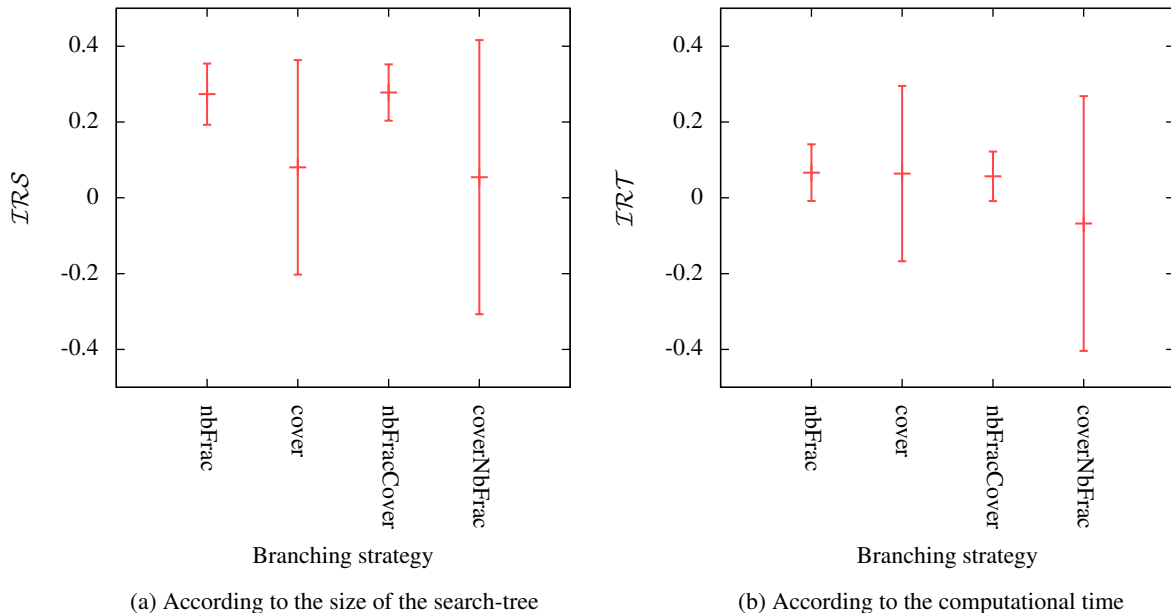 0.4
0.2
0
-0.2
-0.4
IRS
nbFrac
cover
nbFracCover
coverNbFrac
Branching strategy
(a) According to the size of the search-tree
0.4
0.2
0
-0.2
-0.4
IRT
nbFrac
cover
nbFracCover
coverNbFrac
Branching strategy
(b) According to the computational time